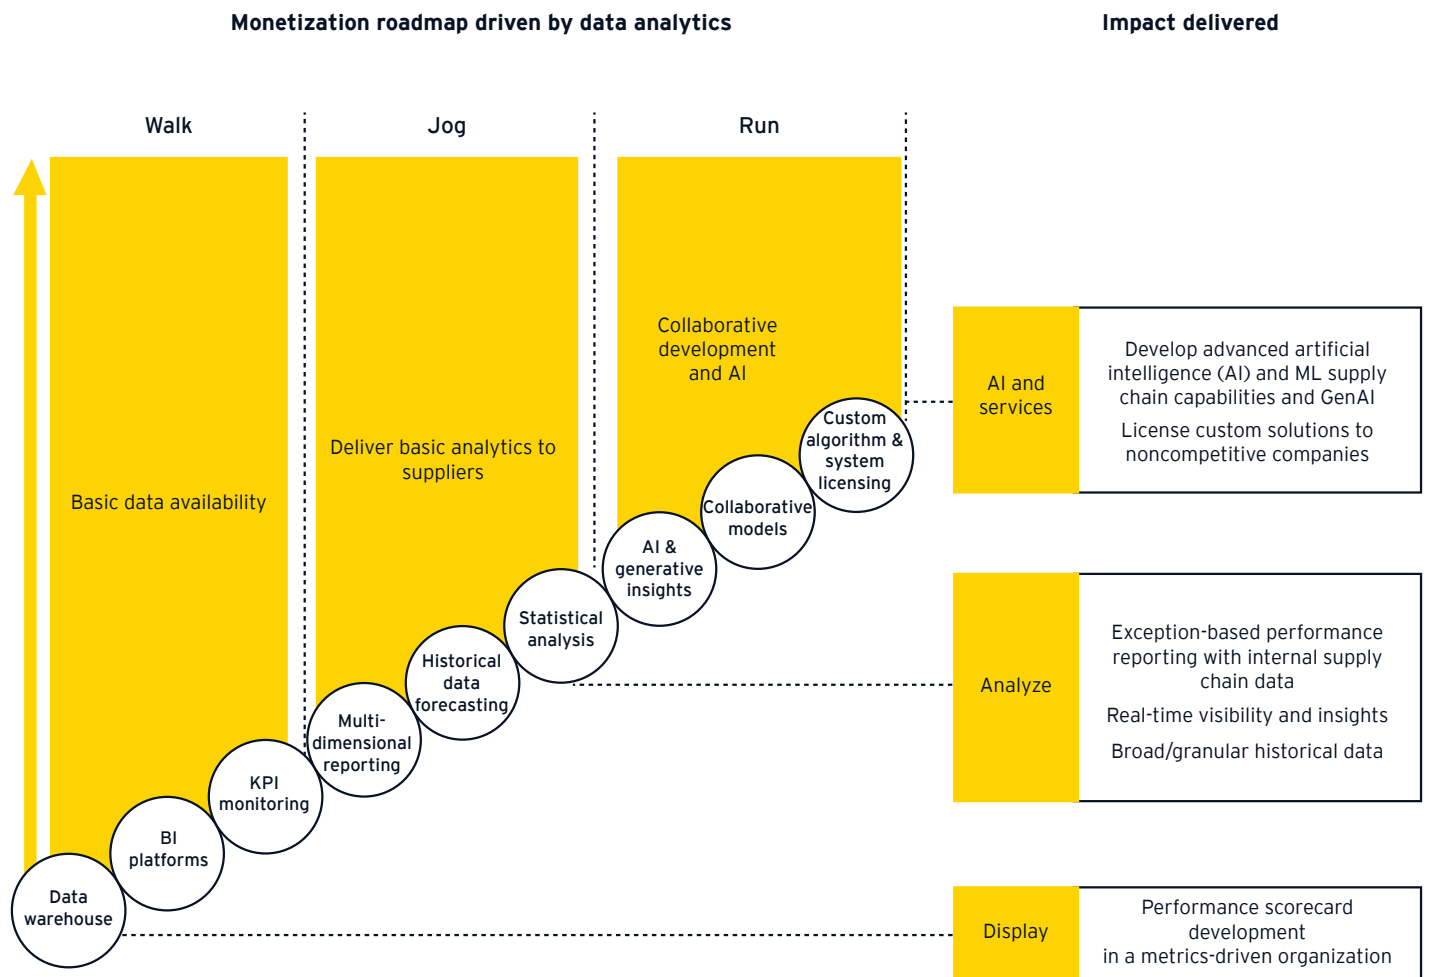 Monetization roadmap driven by data analytics
Impact delivered
Walk
Jog
Run
Basic data availability
Deliver basic analytics to
suppliers
Collaborative
development
and AI
Data
warehouse
BI
platforms
KPI
monitoring
Multi-
dimensional
reporting
Historical
data
forecasting
Statistical
analysis
AI &
generative
insights
Collaborative
models
Custom
algorithm &
system
licensing
AI and
services
Develop advanced artificial
intelligence (AI) and ML supply
chain capabilities and GenAI
License custom solutions to
noncompetitive companies
Analyze
Exception-based performance
reporting with internal supply
chain data
Real-time visibility and insights
Broad/granular historical data
Display
Performance scorecard
development
in a metrics-driven organization